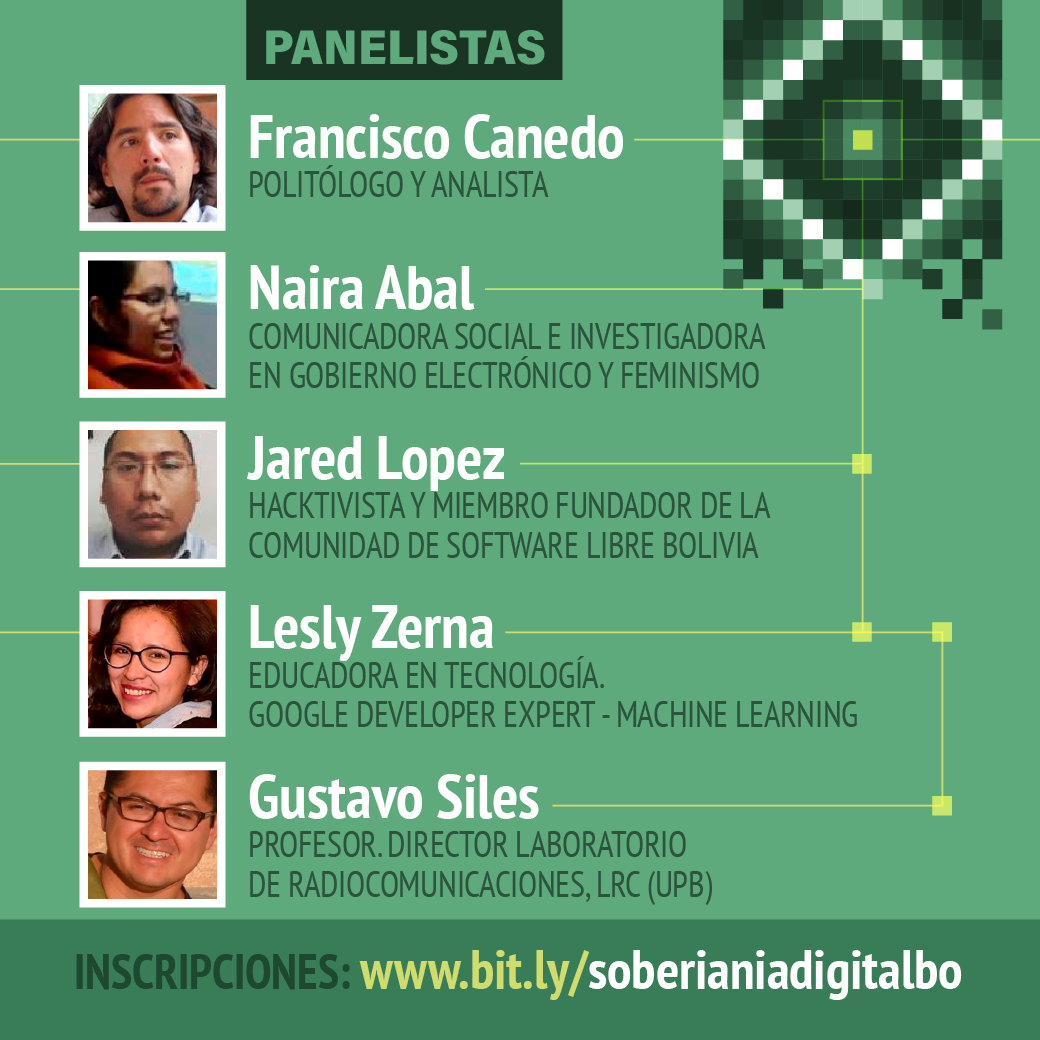 PANELISTAS
Francisco Canedo
POLITÓLOGO Y ANALISTA
Naira Abal
COMUNICADORA SOCIAL E INVESTIGADORA
EN GOBIERNO ELECTRÓNICO Y FEMINISMO
Jared Lopez
HACKTIVISTA Y MIEMBRO FUNDADOR DE LA
COMUNIDAD DE SOFTWARE LIBRE BOLIVIA
Lesly Zerna
EDUCADORA EN TECNOLOGÍA.
GOOGLE DEVELOPER EXPERT - MACHINE LEARNING
Gustavo Siles
PROFESOR. DIRECTOR LABORATORIO
DE RADIOCOMUNICACIONES, LRC (UPB)
INSCRIPCIONES: www.bit.ly/soberianiadigitalbo